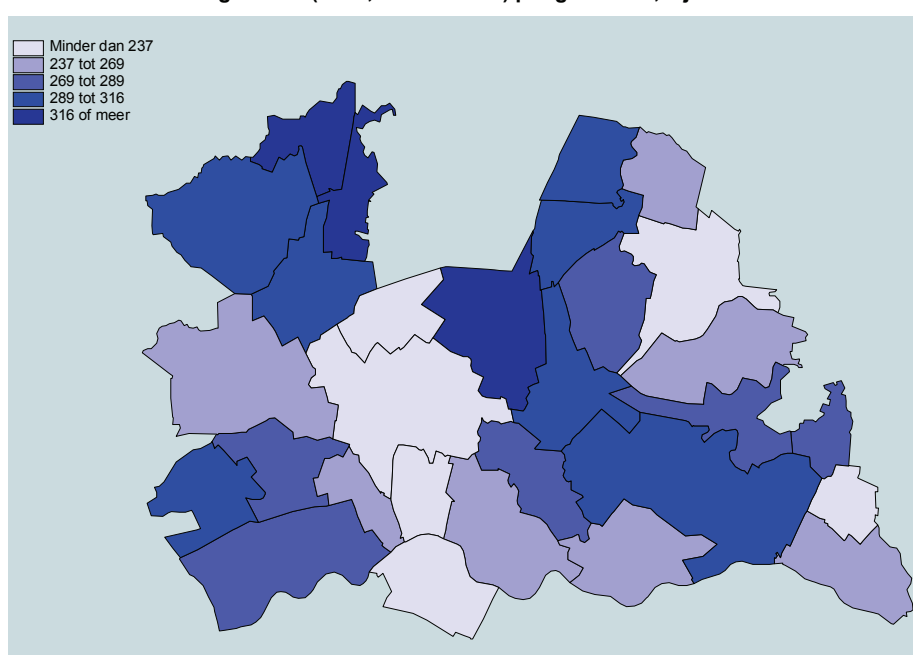 Minder dan 237
237 tot 269
269 tot 289
289 tot 316
316 of meer